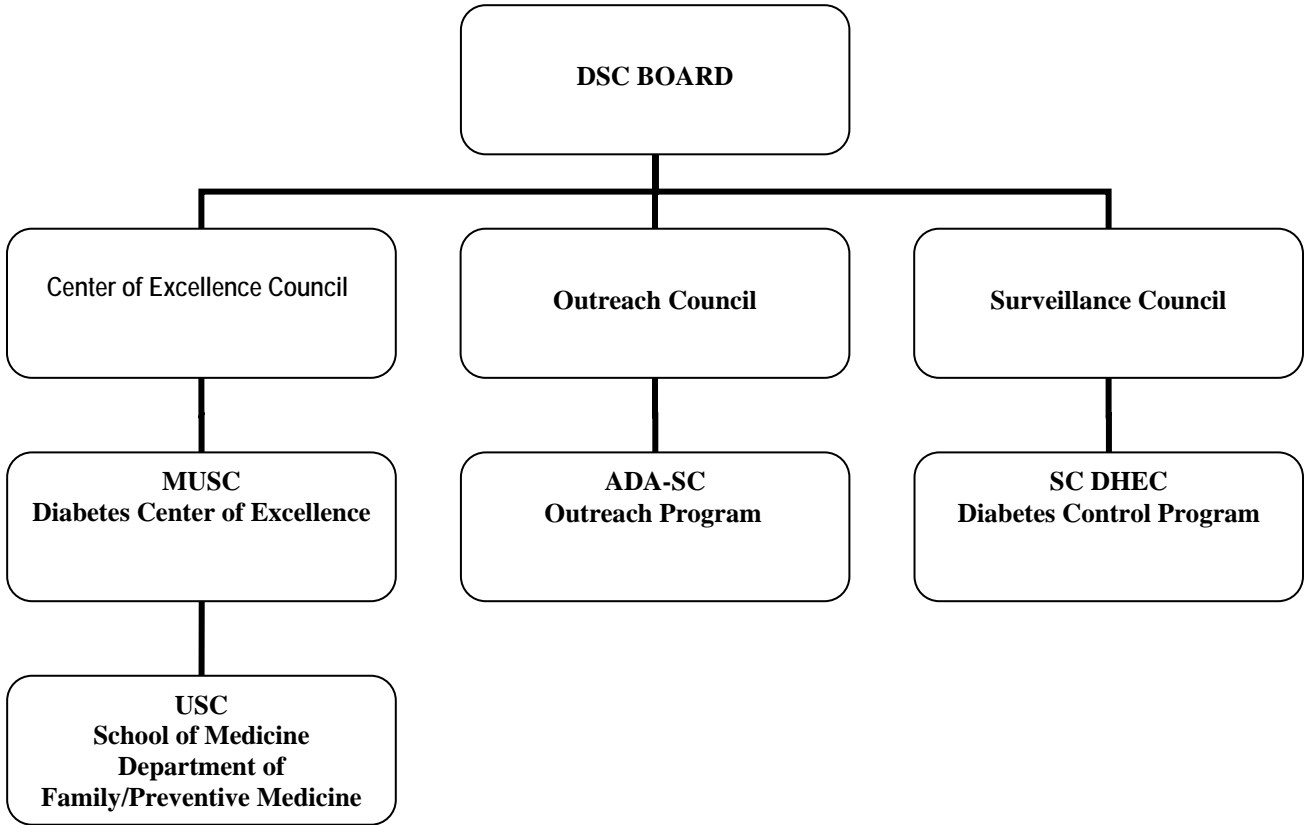 DSC BOARD
Center of Excellence Council
Outreach Council
Surveillance Council
MUSC
Diabetes Center of Excellence
ADA-SC
Outreach Program
SC DHEC
Diabetes Control Program
USC
School of Medicine
Department of
Family/Preventive Medicine